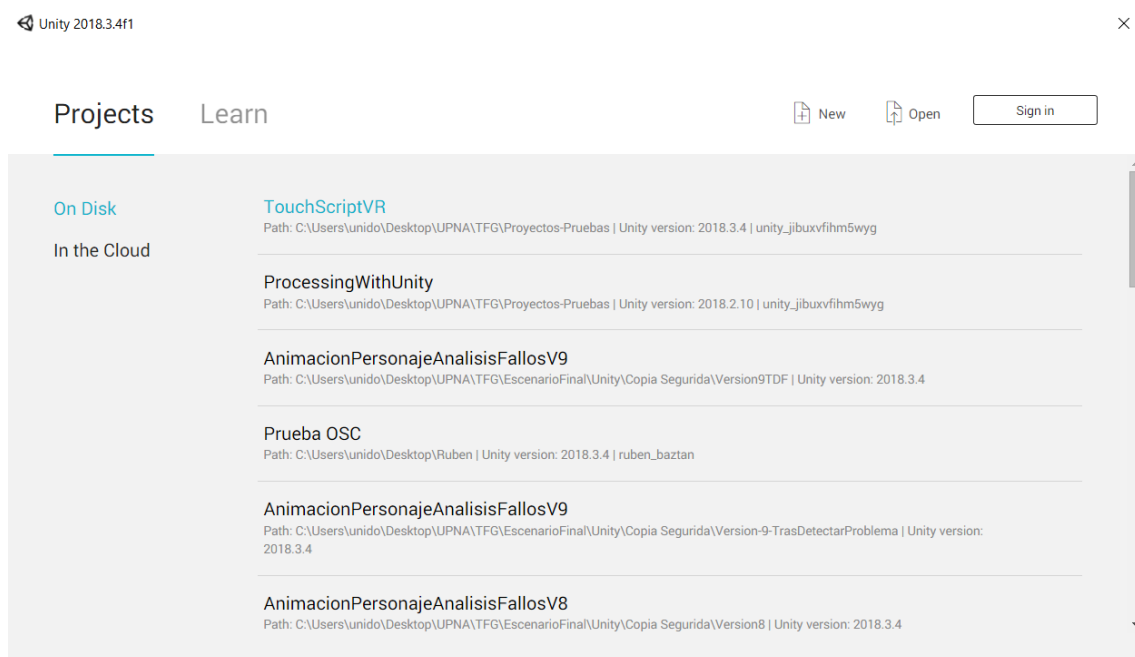 Unity 2018.3.4f1
Projects
Learn
New
Open
Sign in
On Disk
In the Cloud
TouchScriptVR
Path: C:\Users\unido\Desktop\UPNA\TFG\Proyectos-Pruebas | Unity version: 2018.3.4 | unity_jibuxvfihm5wyg
ProcessingWithUnity
Path: C:\Users\unido\Desktop\UPNA\TFG\Proyectos-Pruebas | Unity version: 2018.2.10 | unity_jibuxvfihm5wyg
AnimacionPersonajeAnalisisFallosV9
Path: C:\Users\unido\Desktop\UPNA\TFG\EscenarioFinal\Unity\Copia Segurida\Version9TDF | Unity version: 2018.3.4
Prueba OSC
Path: C:\Users\unido\Desktop\Ruben | Unity version: 2018.3.4 | ruben_baztan
AnimacionPersonajeAnalisisFallosV9
Path: C:\Users\unido\Desktop\UPNA\TFG\EscenarioFinal\Unity\Copia Segurida\Version-9-TrasDetectarProblema | Unity version:
2018.3.4
AnimacionPersonajeAnalisisFallosV8
Path: C:\Users\unido\Desktop\UPNA\TFG\EscenarioFinal\Unity\Copia Segurida\Version8 | Unity version: 2018.3.4